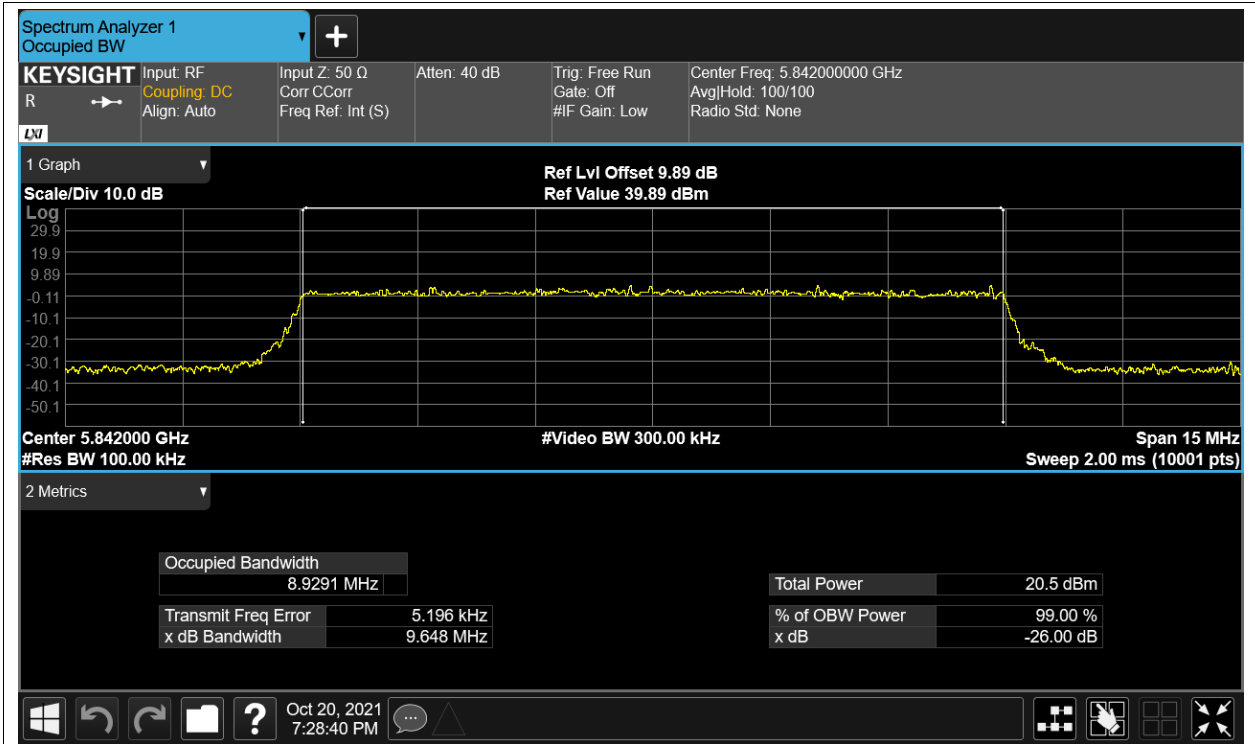 Spectrum Analyzer 1
Occupied BW
KEYSIGHT
R
LXI
Input: RF
Coupling: DC
Align: Auto
Input Z: 50 Ω
Corr CCorr
Freq Ref: Int (S)
Atten: 40 dB
Trig: Free Run
Gate: Off
#IF Gain: Low
Center Freq: 5.842000000 GHz
Avg|Hold: 100/100
Radio Std: None
1 Graph
Scale/Div 10.0 dB
Ref Lvl Offset 9.89 dB
Ref Value 39.89 dBm
Log
29.9
19.9
9.89
-0.11
-10.1
-20.1
-30.1
-40.1
-50.1
Center 5.842000 GHz
#Res BW 100.00 kHz
#Video BW 300.00 kHz
Span 15 MHz
Sweep 2.00 ms (10001 pts)
2 Metrics
Occupied Bandwidth
8.9291 MHz
Transmit Freq Error 5.196 kHz
x dB Bandwidth 9.648 MHz
Total Power 20.5 dBm
% of OBW Power 99.00 %
x dB -26.00 dB
?
Oct 20, 2021
7:28:40 PM